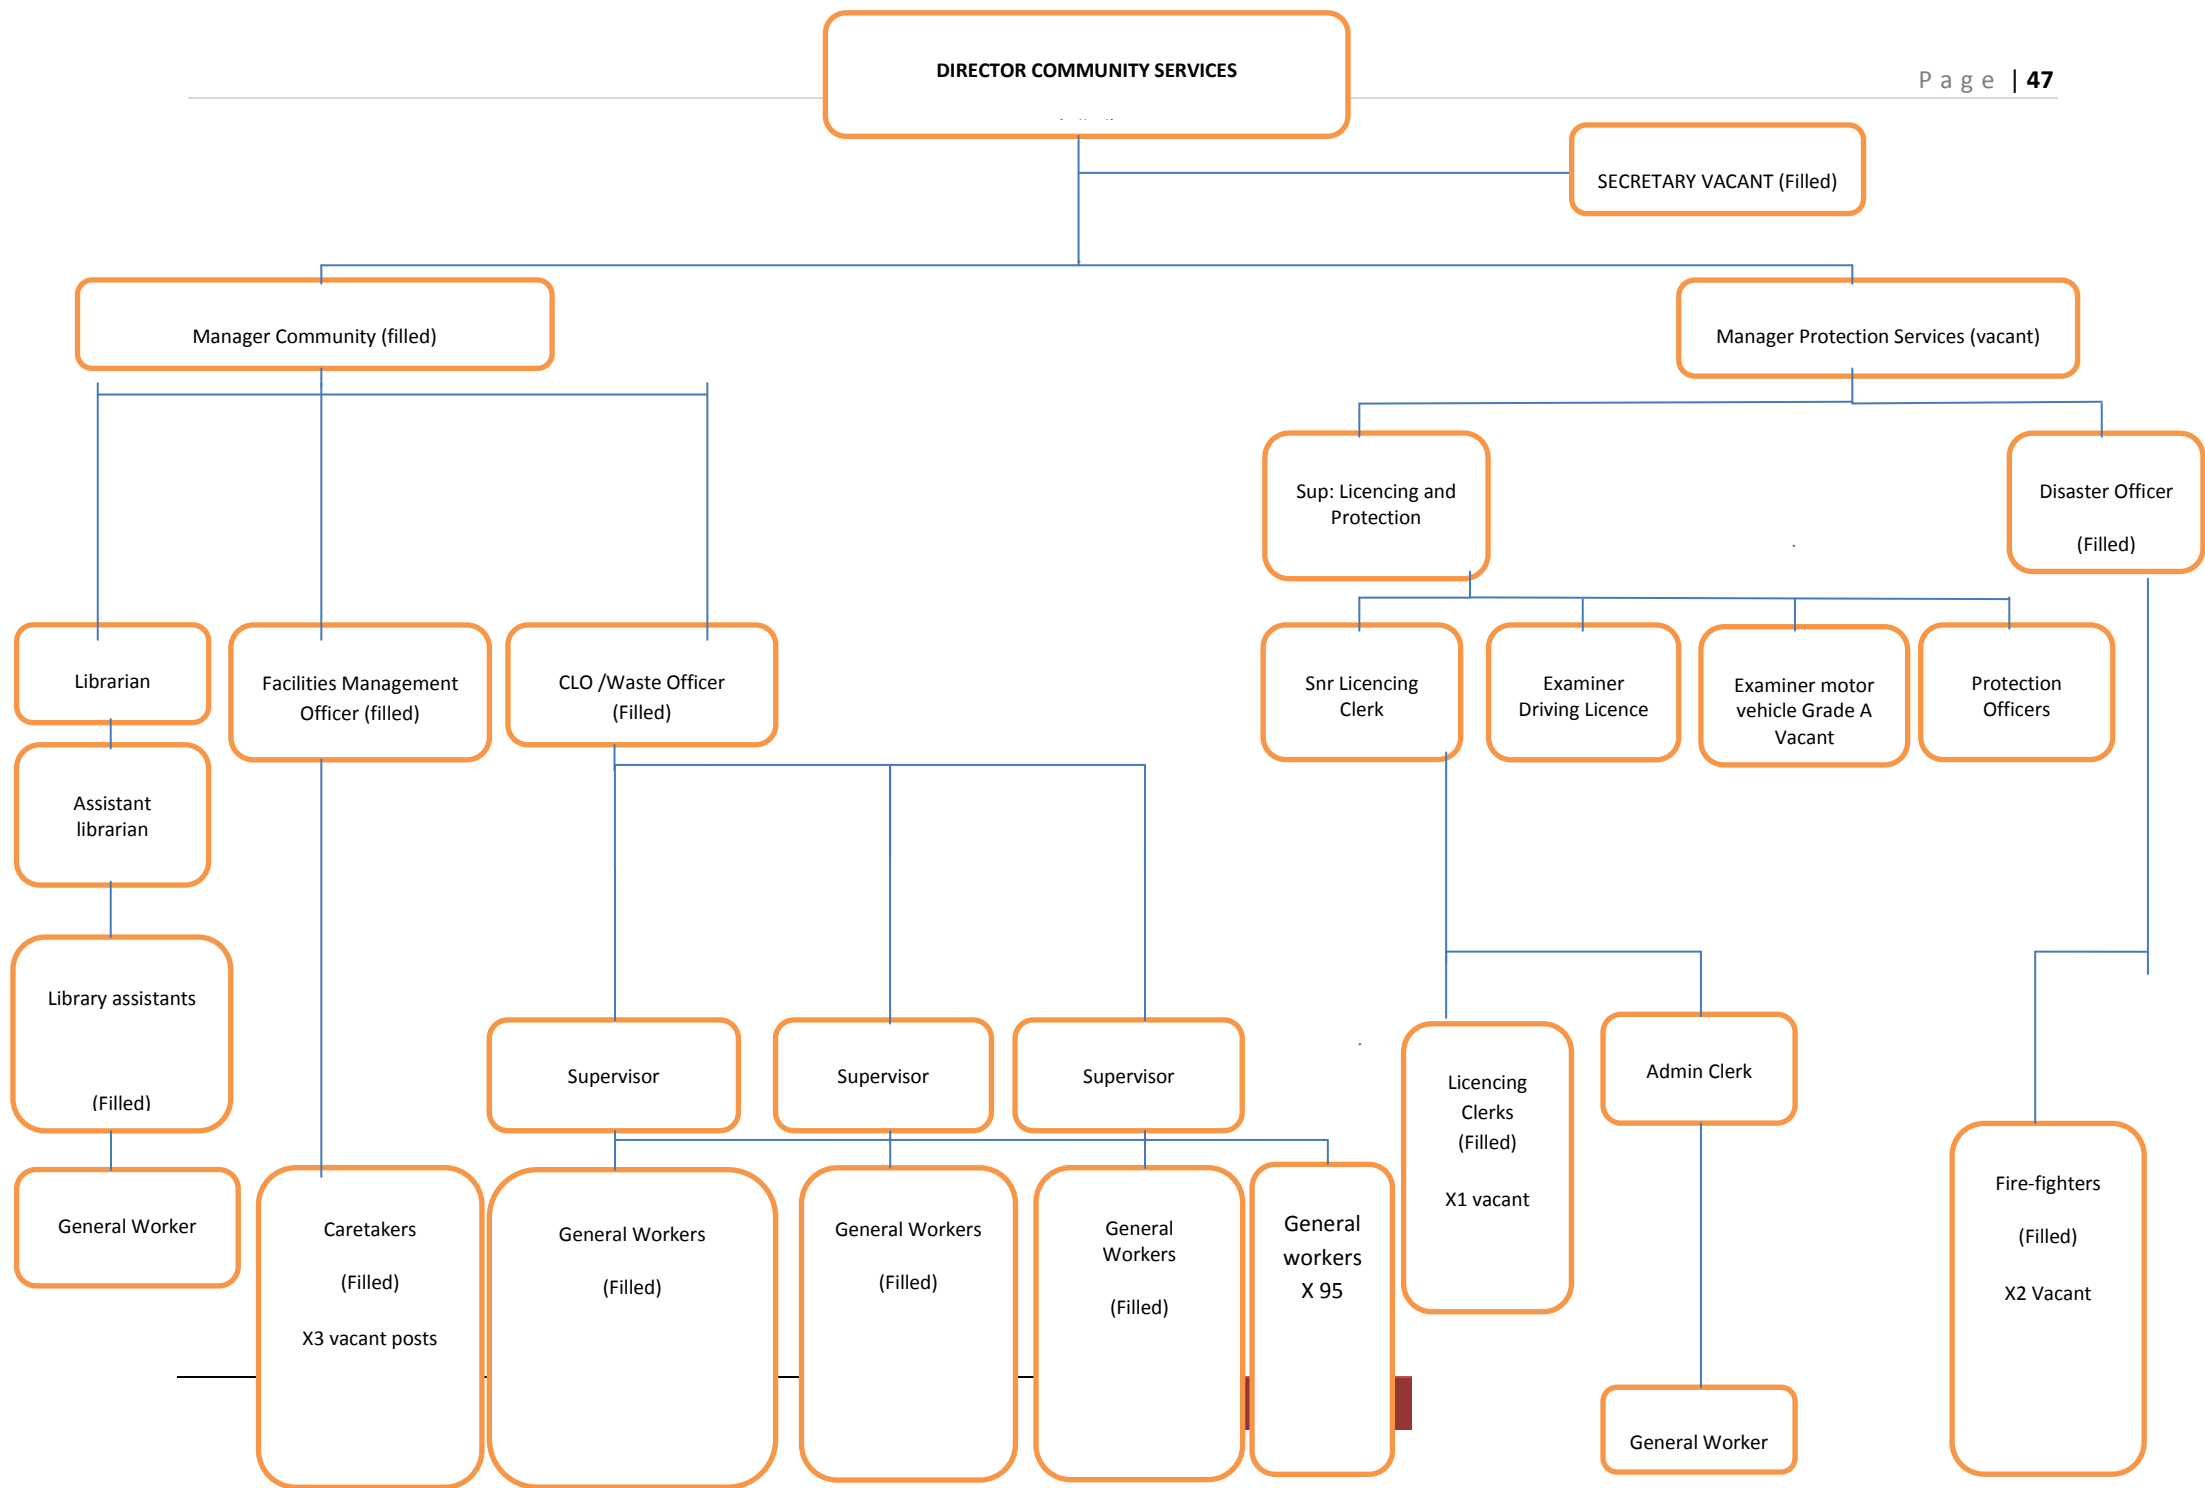 DIRECTOR COMMUNITY SERVICES
P a g e | 47
SECRETARY VACANT (Filled)
Manager Community (filled)
Manager Protection Services (vacant)
Sup: Licencing and
Protection
Disaster Officer
(Filled)
Librarian
Facilities Management
Officer (filled)
CLO /Waste Officer
(Filled)
Snr Licencing
Clerk
Examiner
Driving Licence
Examiner motor
vehicle Grade A
Vacant
Protection
Officers
Assistant
librarian
Library assistants
(Filled)
Supervisor
Supervisor
Supervisor
Licencing
Clerks
(Filled)
X1 vacant
Admin Clerk
General Worker
Caretakers
(Filled)
X3 vacant posts
General Workers
(Filled)
General Workers
(Filled)
General
Workers
(Filled)
General
workers
X 95
Fire-fighters
(Filled)
X2 Vacant
General Worker